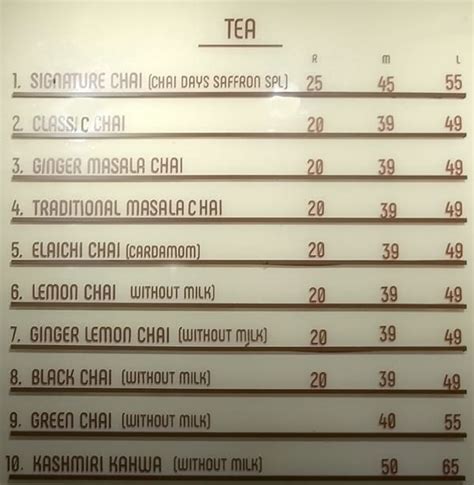 TEA
R M L
1. SIGNATURE CHAI (CHAI DAYS SAFFRON SPL) 25 45 55
2. CLASSIC CHAI 20 39 49
3. GINGER MASALA CHAI 20 39 49
4. TRADITIONAL MASALA CHAI 20 39 49
5. ELAICHI CHAI (CARDAMOM) 20 39 49
6. LEMON CHAI WITHOUT MILK) 20 39 49
7. GINGER LEMON CHAI (WITHOUT MILK) 20 39 49
8. BLACK CHAI (WITHOUT MILK) 20 39 49
9. GREEN CHAI (WITHOUT MILK) 40 55
10. KASHMIRI KAHWA (WITHOUT MILK) 50 65